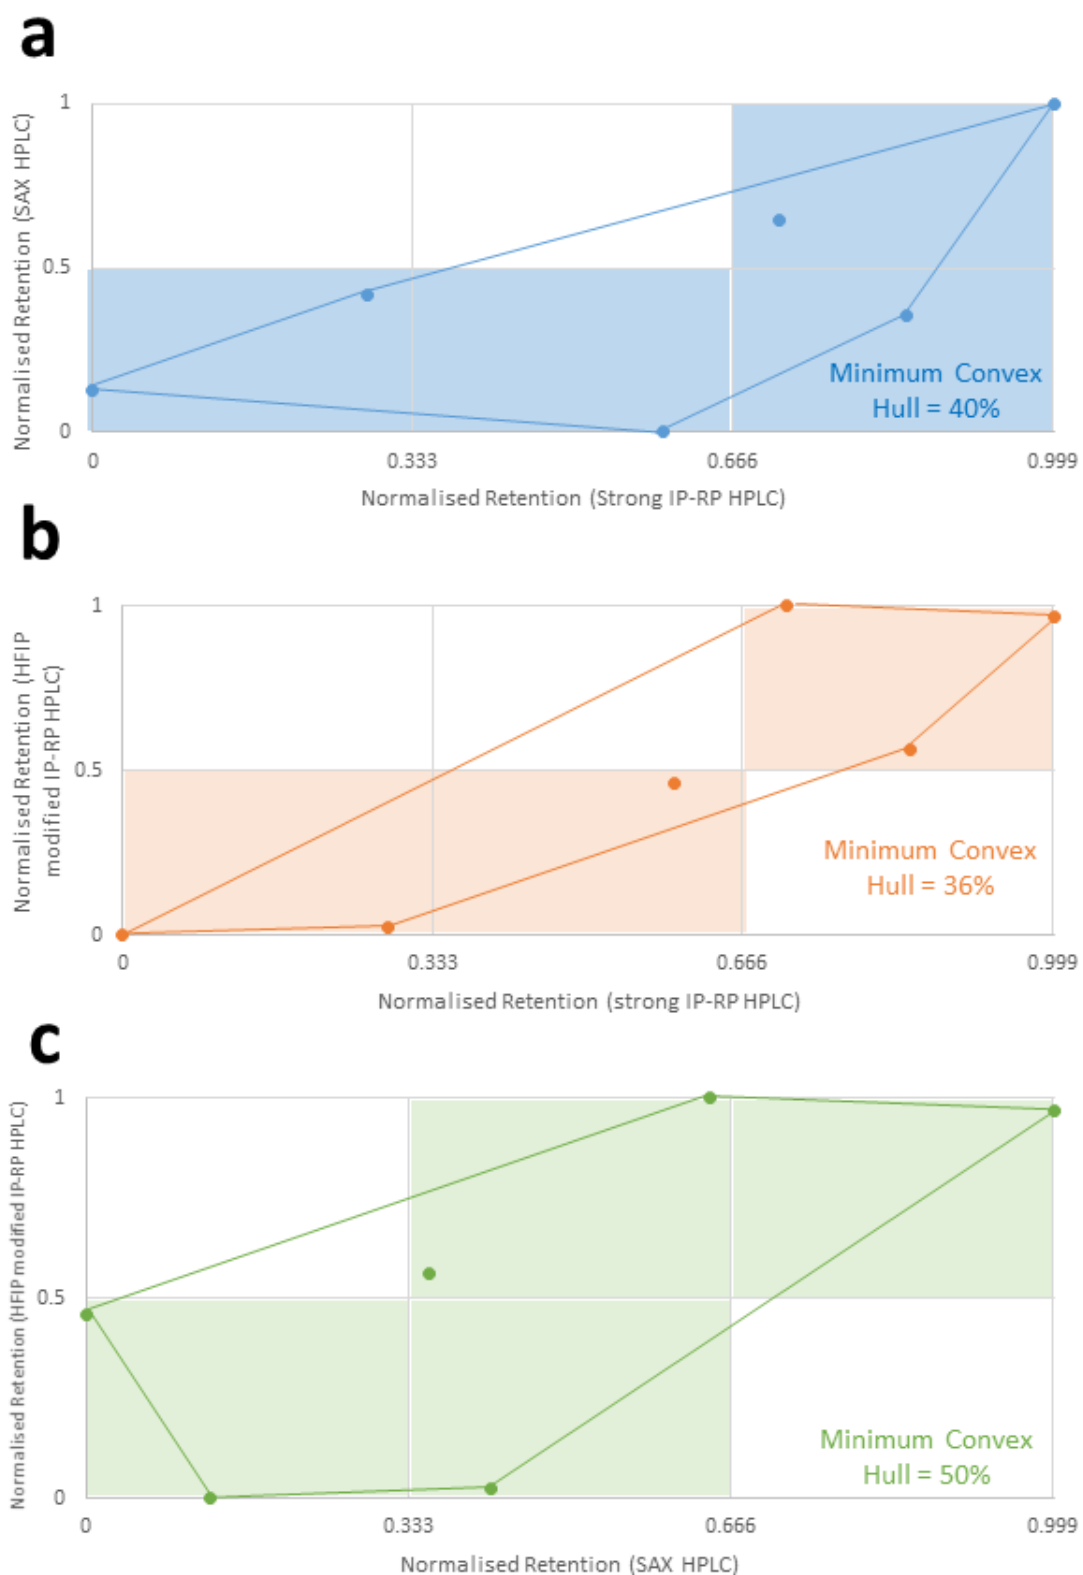 a
Normalised Retention (SAX HPLC)
1
0.5
0
0 0.333 0.666 0.999
Minimum Convex
Hull = 40%
Normalised Retention (Strong IP-RP HPLC)
b
Normalised Retention (HFIP
modified IP-RP HPLC)
1
0.5
0
0 0.333 0.666 0.999
Minimum Convex
Hull = 36%
Normalised Retention (strong IP-RP HPLC)
c
Normalised Retention (HFIP modified IP-RP HPLC)
1
0.5
0
0 0.333 0.666 0.999
Minimum Convex
Hull = 50%
Normalised Retention (SAX HPLC)